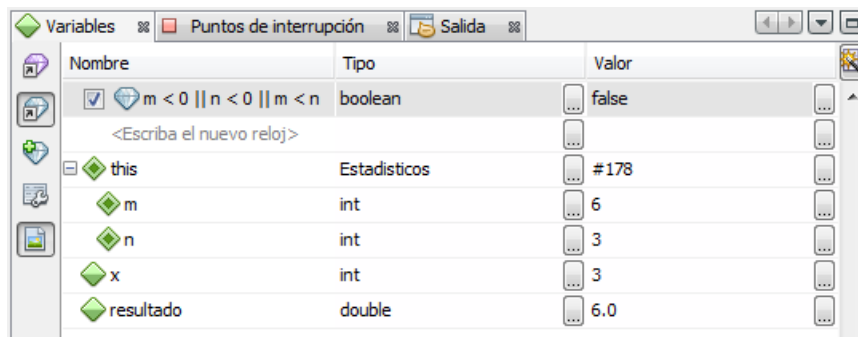 Variables Puntos de interrupción Salida
Nombre Tipo Valor
m < 0 || n < 0 || m < n boolean ... false ...
<Escriba el nuevo reloj> ... ...
this Estadisticos ... #178 ...
m int ... 6 ...
n int ... 3 ...
x int ... 3 ...
resultado double ... 6.0 ...